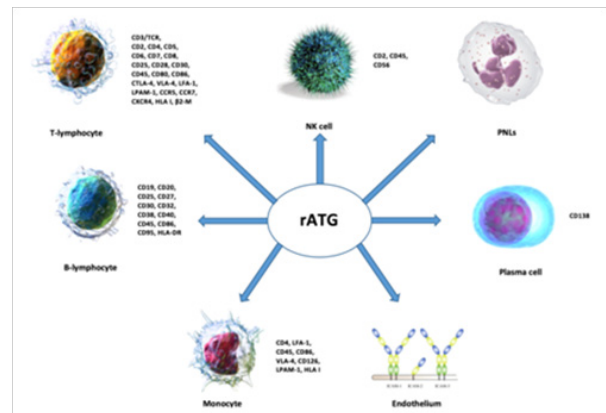 CD3/TCR,
CD2, CD4, CD5,
CD6, CD7, CD8,
CD25, CD28, CD30,
CD45, CD80, CD86,
CTLA-4, VLA-4, LFA-1,
LPAM-1, CCR5, CCR7,
CXCR4, HLA I, β2-M
T-lymphocyte
CD2, CD45,
CD56
NK cell
PNLs
CD19, CD20,
CD25, CD27,
CD30, CD32,
CD38, CD40,
CD45, CD86,
CD95, HLA-DR
B-lymphocyte
rATG
CD138
Plasma cell
CD4, LFA-1,
CD45, CD86,
VLA-4, CD126,
LPAM-1, HLA I
Monocyte
Endothelium